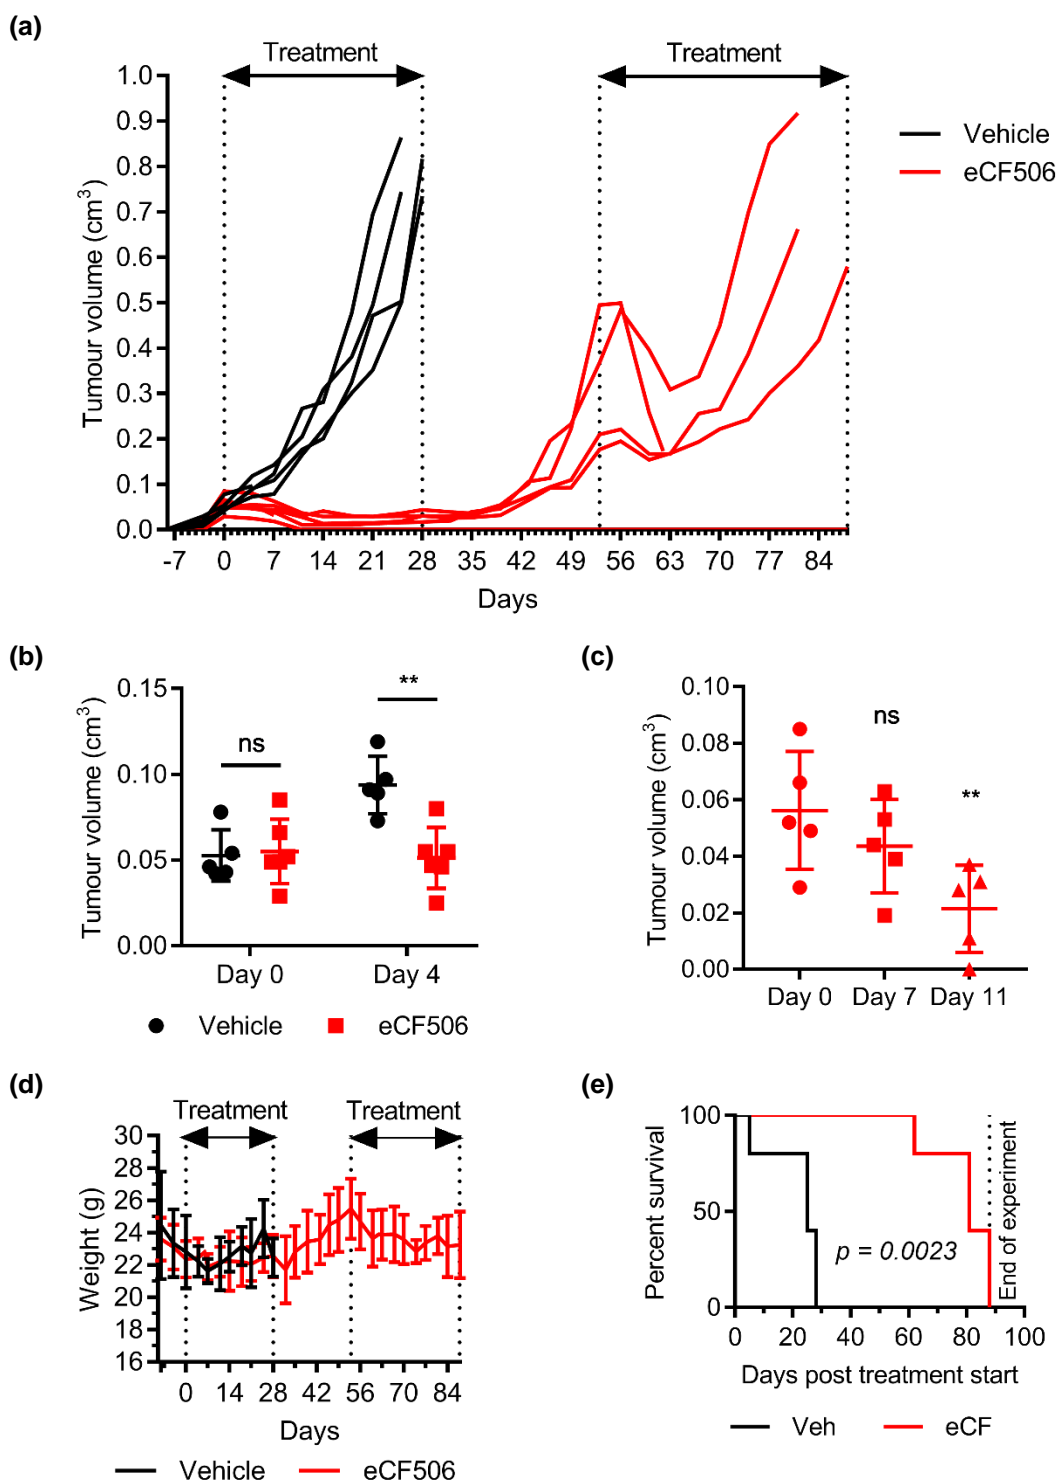 (a)
Treatment Treatment
1.0
0.9
0.8
0.7
0.6
0.5
0.4
0.3
0.2
0.1
0.0
Tumour volume (cm³)
-7 0 7 14 21 28 35 42 49 56 63 70 77 84
Days
Vehicle
eCF506
(b)
0.15
0.10
0.05
0.00
Tumour volume (cm³)
ns
**
Day 0 Day 4
Vehicle eCF506
(c)
0.10
0.08
0.06
0.04
0.02
0.00
Tumour volume (cm³)
ns
**
Day 0 Day 7 Day 11
(d)
Treatment Treatment
30
28
26
24
22
20
18
16
Weight (g)
0 14 28 42 56 70 84
Days
Vehicle eCF506
(e)
100
50
0
Percent survival
p = 0.0023
End of experiment
0 20 40 60 80 100
Days post treatment start
Veh eCF